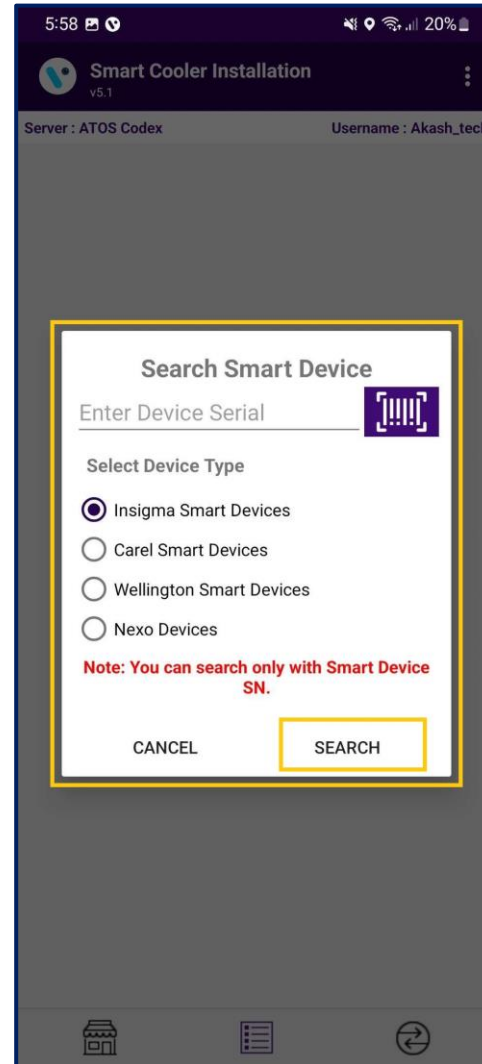 5:58 20%
Smart Cooler Installation
v5.1
Server : ATOS Codex Username : Akash_tec
Search Smart Device
Enter Device Serial
Select Device Type
Insigma Smart Devices
Carel Smart Devices
Wellington Smart Devices
Nexo Devices
Note: You can search only with Smart Device
SN.
CANCEL SEARCH